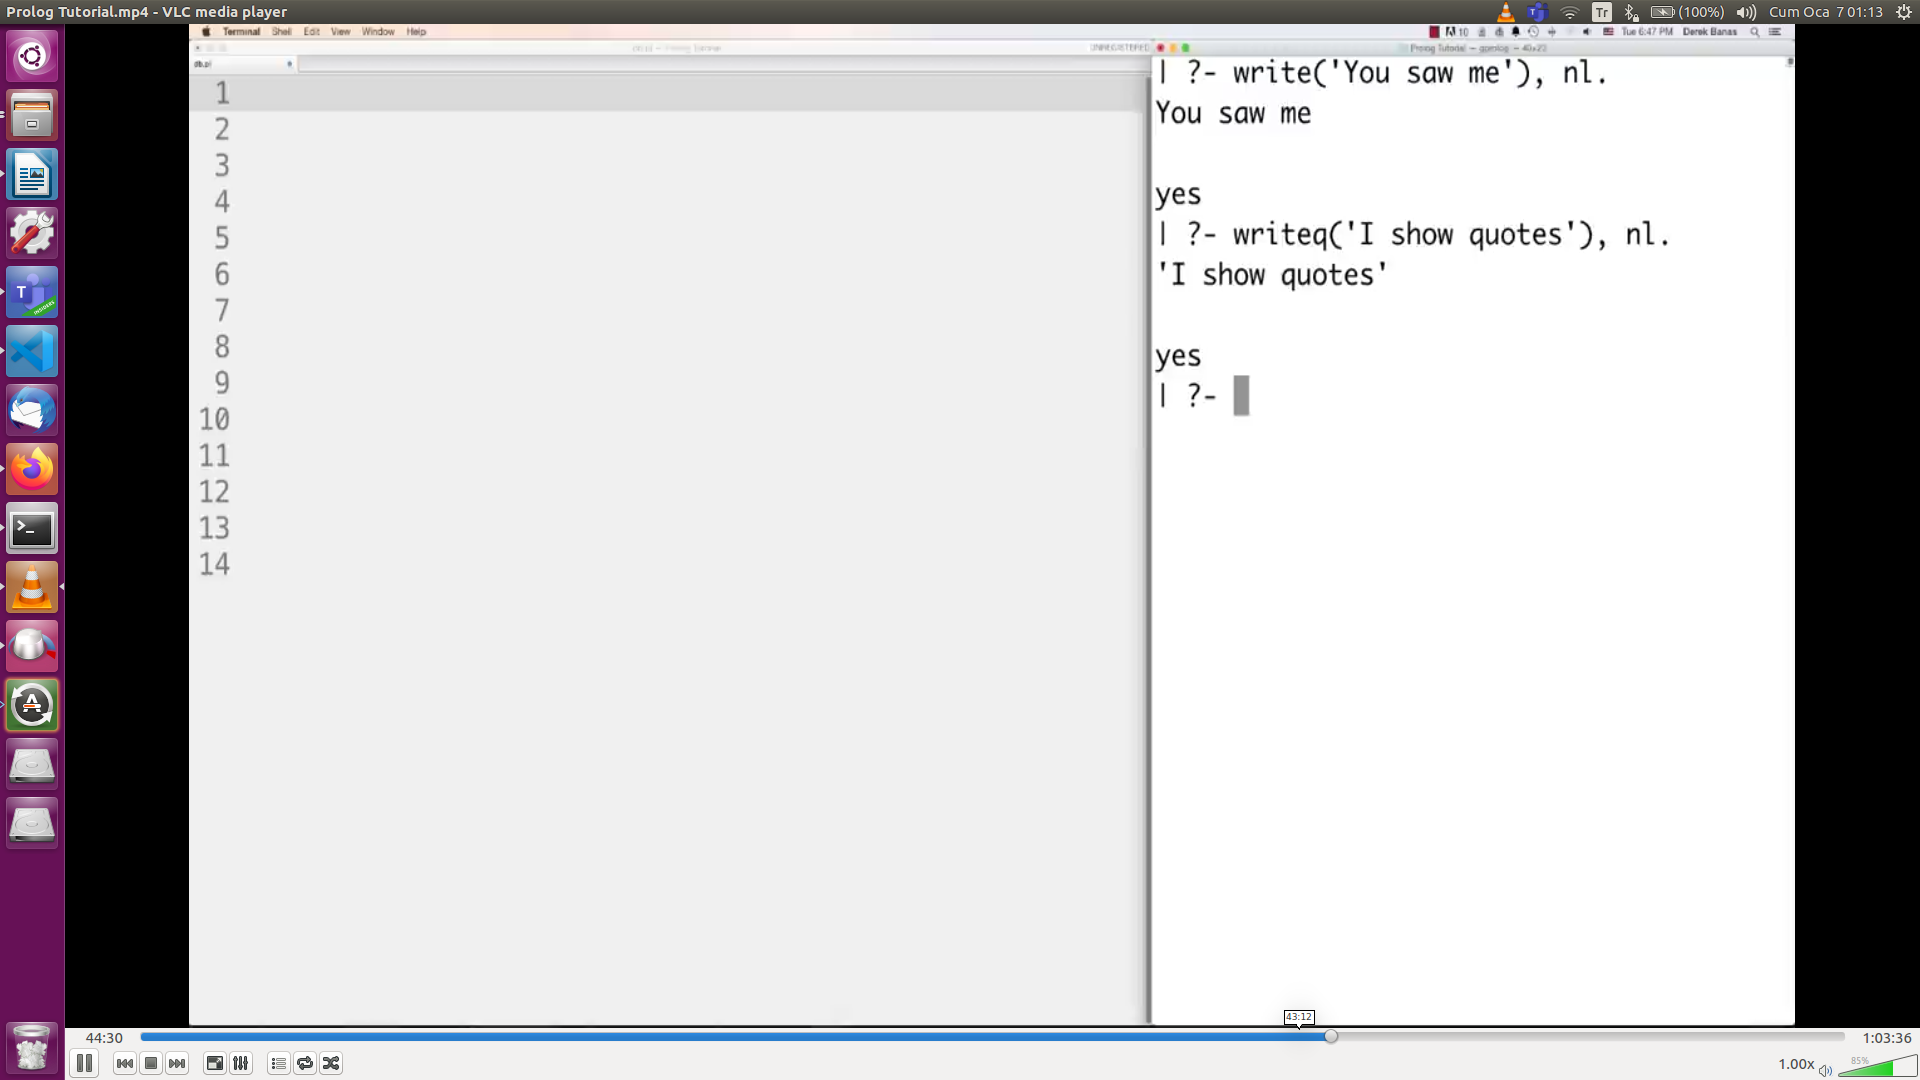 Prolog Tutorial.mp4 - VLC media player
Tr
(100%)
Cum Oca 7 01:13
Terminal Shell Edit View Window Help
10
Tue 6:47 PM Derek Banas
UNREGISTERED
Prolog Tutorial — gprolog — 40x23
db.pl
1
2
3
4
5
6
7
8
9
10
11
12
13
14
| ?- write('You saw me'), nl.
You saw me
yes
| ?- writeq('I show quotes'), nl.
'I show quotes'
yes
| ?-
43:12
44:30
1:03:36
1.00x
85%